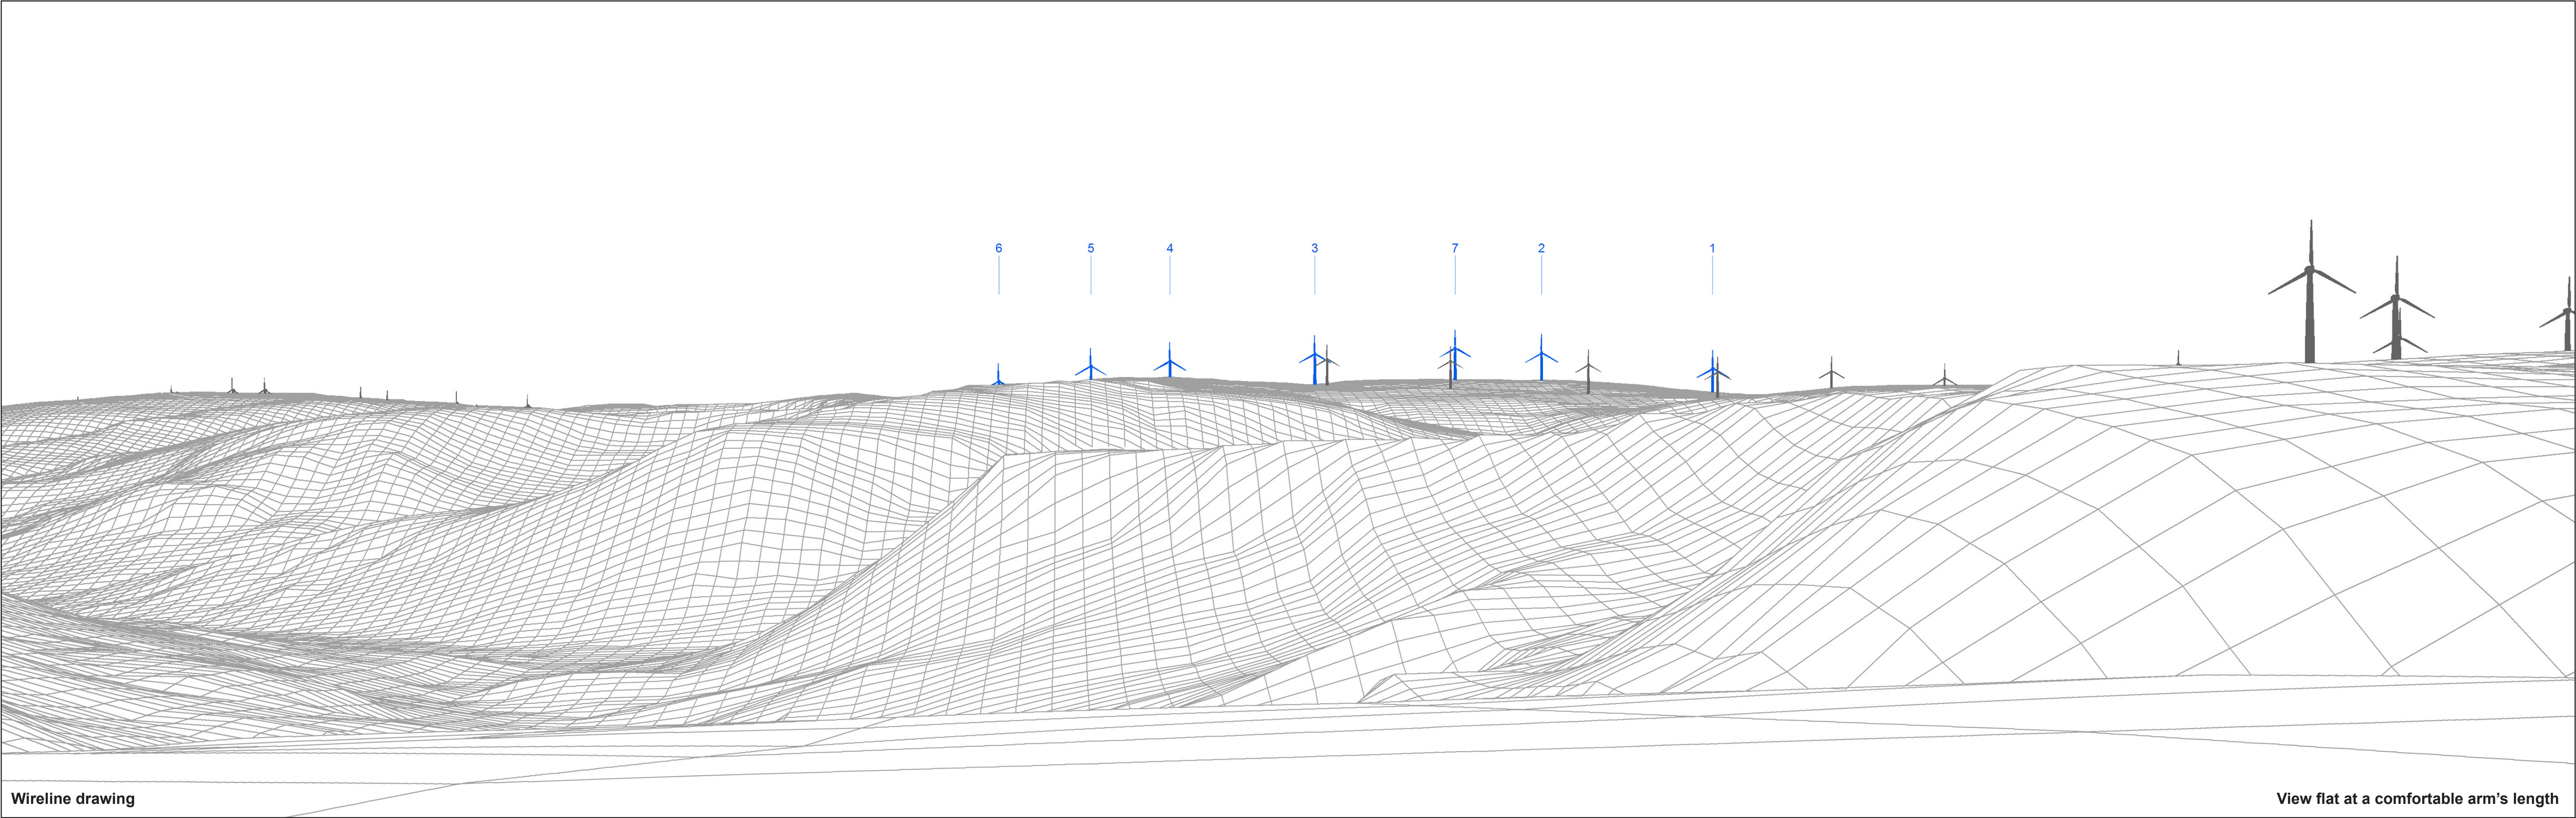 6 5 4 3 7 2 1
Wireline drawing
View flat at a comfortable arm’s length